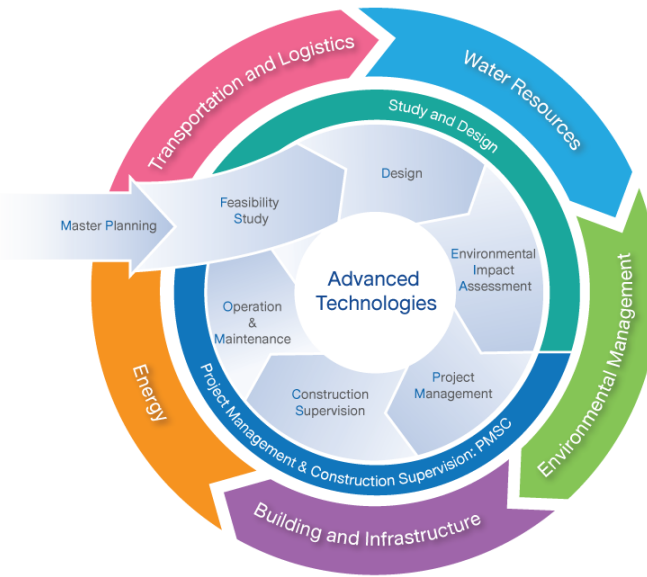 Transportation and Logistics
Water Resources
Study and Design
Design
Feasibility
Study
Master Planning
Environmental
Impact
Assessment
Advanced
Technologies
Environmental Management
Operation
&
Maintenance
Project
Management
Construction
Supervision
Energy
Project Management & Construction Supervision: PMSC
Building and Infrastructure